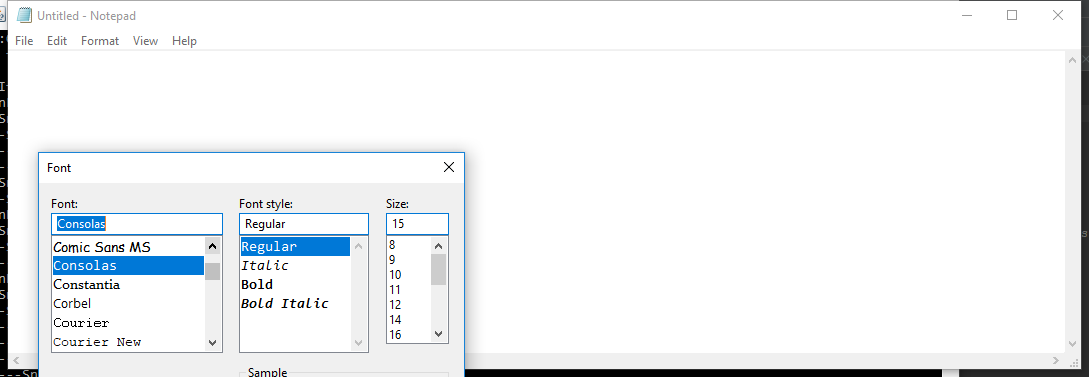 Untitled - Notepad
File Edit Format View Help
Font
Font: Font style: Size:
Consolas Regular 15
Comic Sans MS Regular 8
Consolas Italic 9
Constantia Bold 10
Corbel Bold Italic 11
Courier 12
Courier New 14
16
Sample